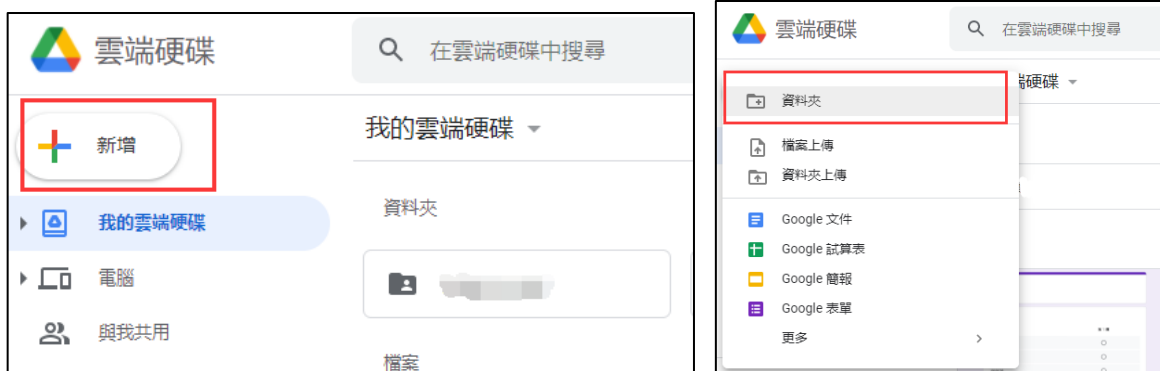 雲端硬碟
在雲端硬碟中搜尋
新增
我的雲端硬碟
我的雲端硬碟
資料夾
電腦
與我共用
檔案
雲端硬碟
在雲端硬碟中搜尋
端硬碟
資料夾
檔案上傳
資料夾上傳
Google 文件
Google 試算表
Google 簡報
Google 表單
更多